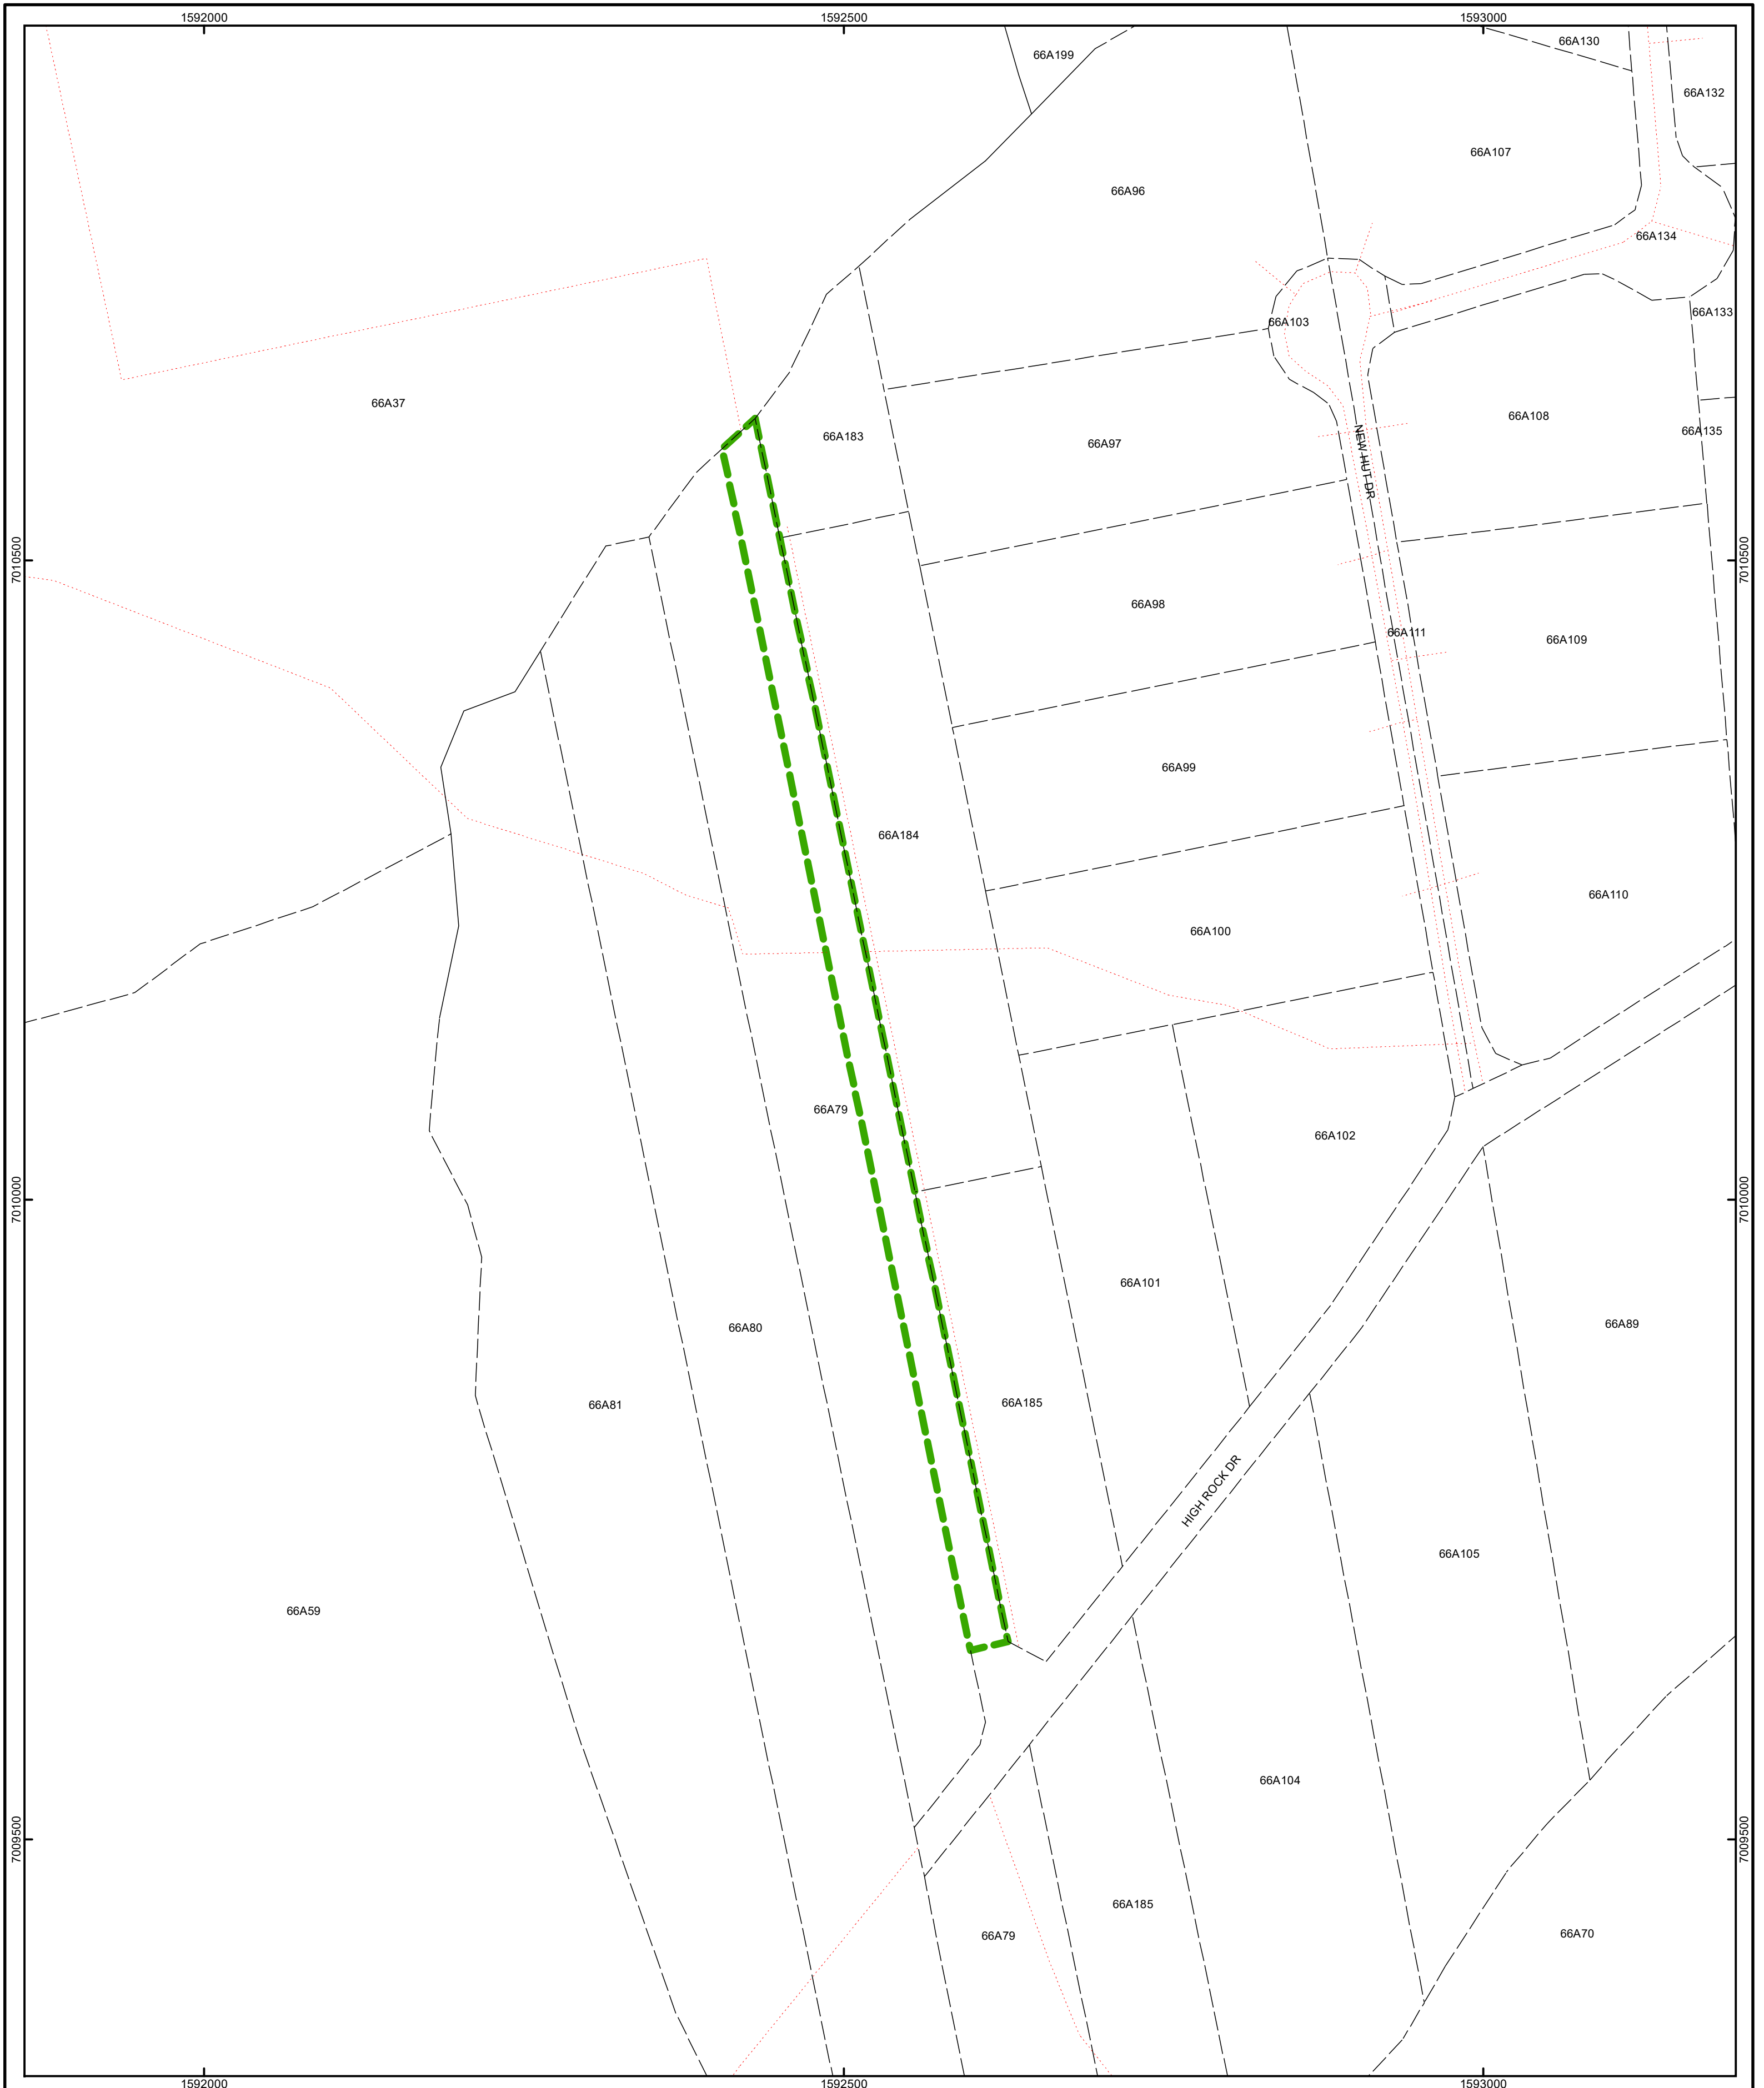 1592000
1592500
1593000
66A130
66A199
66A132
66A107
66A96
66A134
66A133
66A103
66A37
66A108
66A135
66A183
66A97
NEW HUT DR
7010500
7010500
66A98
66A111
66A109
66A99
66A184
66A110
66A100
66A79
66A102
7010000
7010000
66A101
66A89
66A80
66A81
66A185
HIGH ROCK DR
66A105
66A59
66A104
7009500
7009500
66A185
66A79
66A70
1592000
1592500
1593000